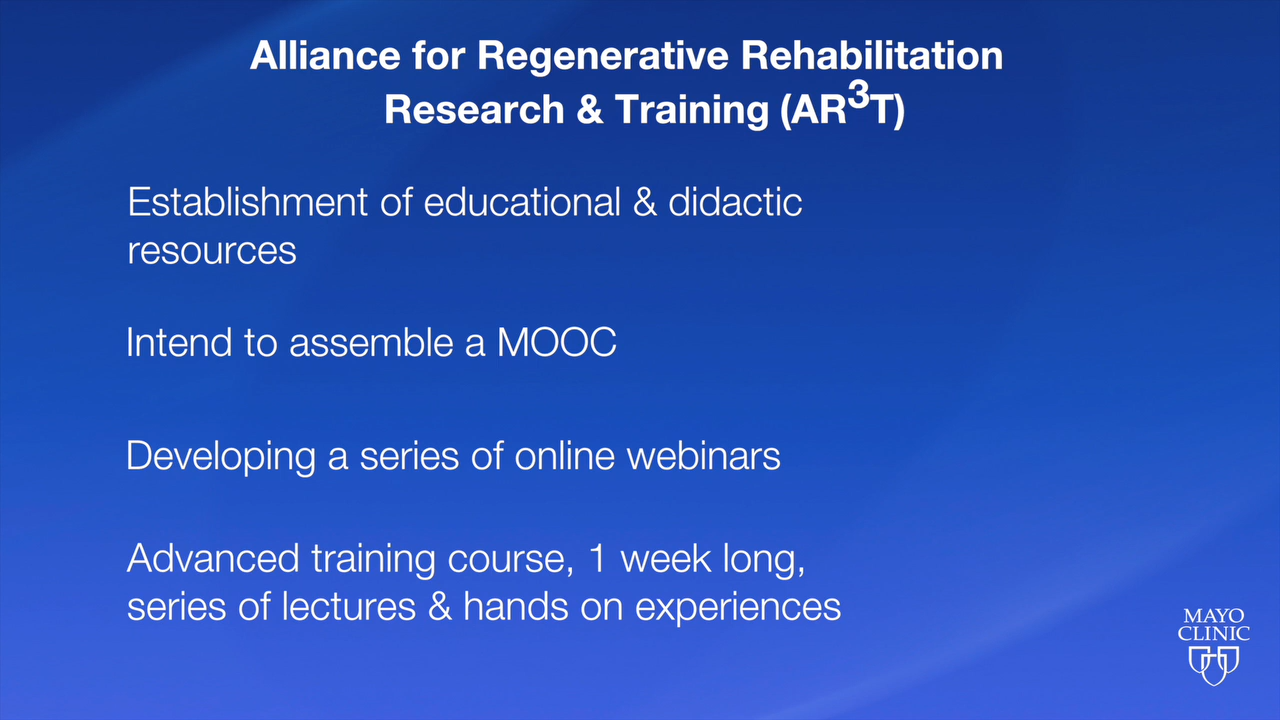 Alliance for Regenerative Rehabilitation
Research & Training (AR³T)
Establishment of educational & didactic
resources
Intend to assemble a MOOC
Developing a series of online webinars
Advanced training course, 1 week long,
series of lectures & hands on experiences
MAYO
CLINIC